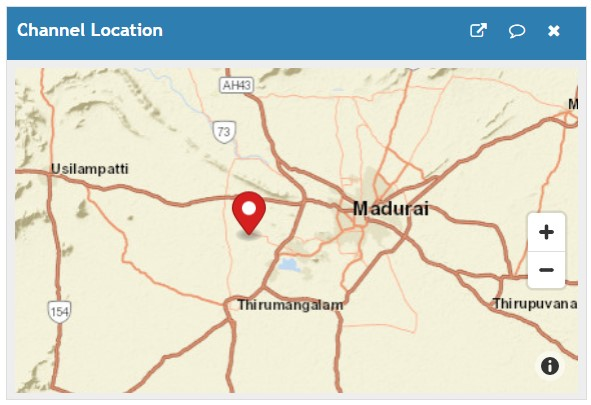 Channel Location
AH43
M
73
Usilampatti
Madurai
+
−
154
Thirumangalam
Thirupuvana
i